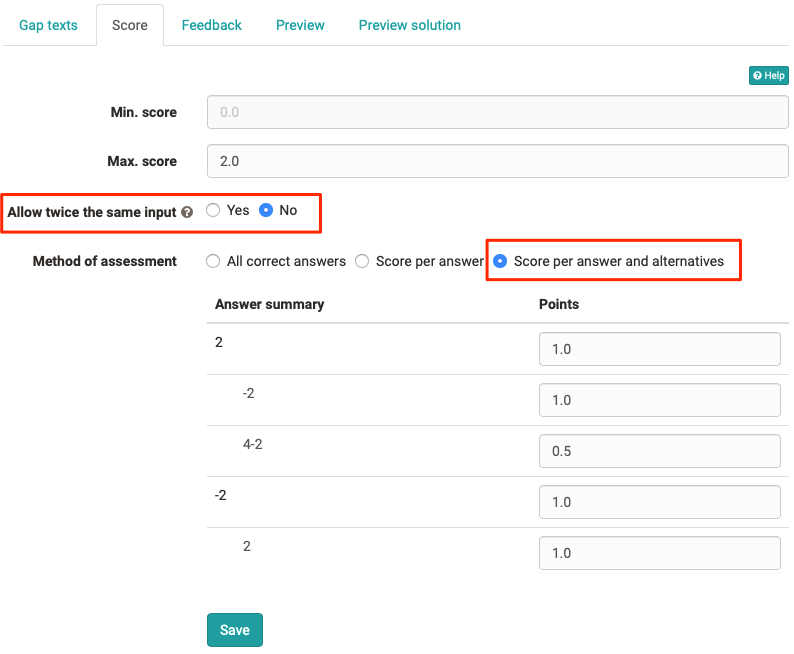 Gap texts Score Feedback Preview Preview solution
Help
Min. score 0.0
Max. score 2.0
Allow twice the same input ? Yes No
Method of assessment All correct answers Score per answer Score per answer and alternatives
Answer summary Points
2 1.0
-2 1.0
4-2 0.5
-2 1.0
2 1.0
Save